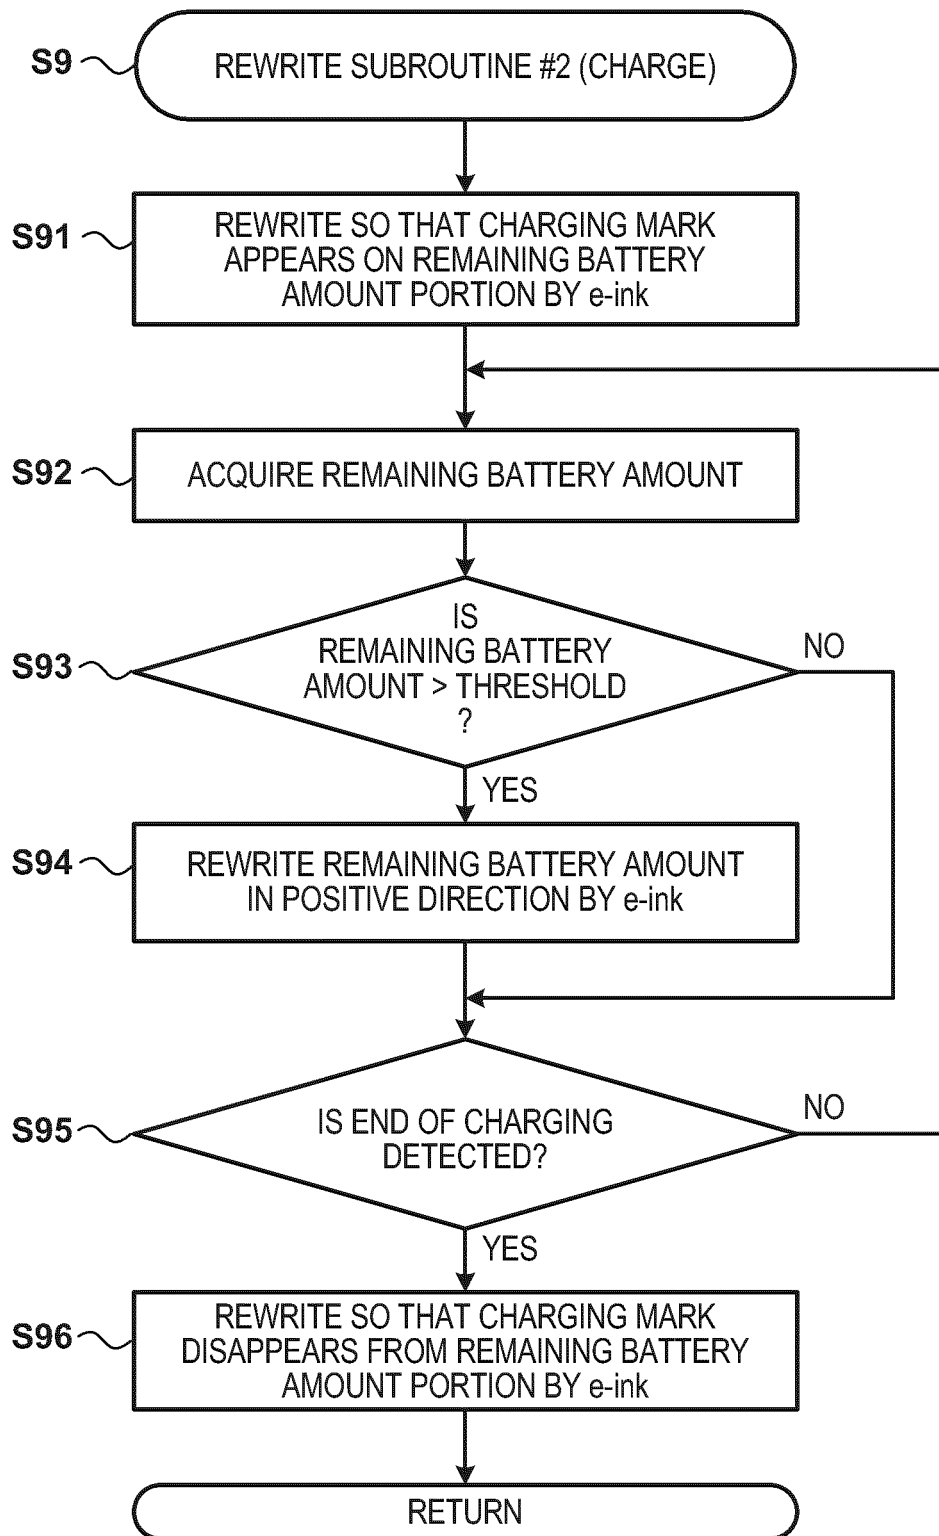 S9
REWRITE SUBROUTINE #2 (CHARGE)
S91
REWRITE SO THAT CHARGING MARK
APPEARS ON REMAINING BATTERY
AMOUNT PORTION BY e-ink
S92
ACQUIRE REMAINING BATTERY AMOUNT
S93
IS
REMAINING BATTERY
AMOUNT > THRESHOLD
?
NO
YES
S94
REWRITE REMAINING BATTERY AMOUNT
IN POSITIVE DIRECTION BY e-ink
S95
IS END OF CHARGING
DETECTED?
NO
YES
S96
REWRITE SO THAT CHARGING MARK
DISAPPEARS FROM REMAINING BATTERY
AMOUNT PORTION BY e-ink
RETURN